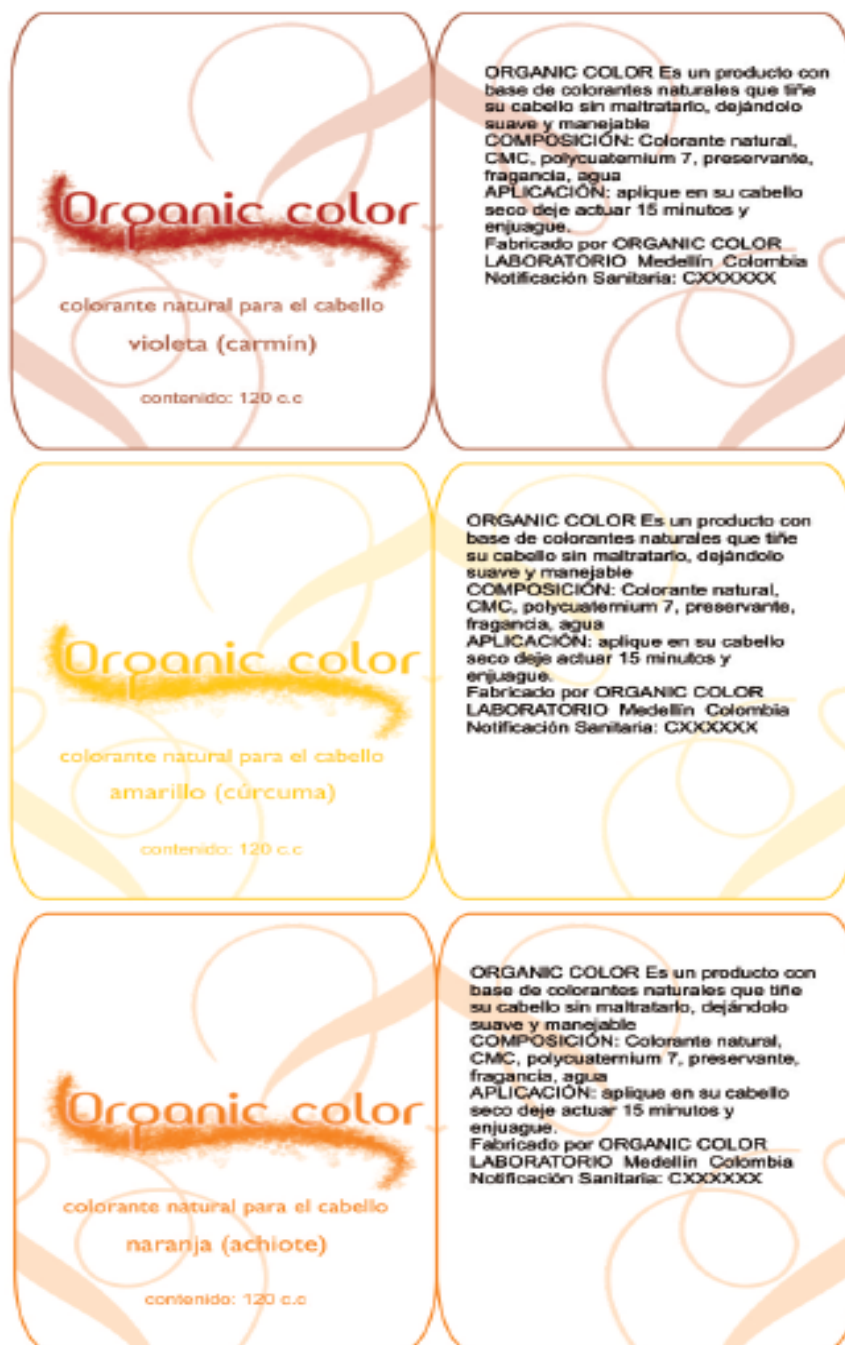 Organic color
colorante natural para el cabello
violeta (carmín)
contenido: 120 c.c
ORGANIC COLOR Es un producto con
base de colorantes naturales que tiñe
su cabello sin maltratarlo, dejándolo
suave y manejable
COMPOSICIÓN: Colorante natural,
CMC, polycuaternium 7, preservante,
fragancia, agua
APLICACIÓN: aplique en su cabello
seco deje actuar 15 minutos y
enjuague.
Fabricado por ORGANIC COLOR
LABORATORIO Medellín Colombia
Notificación Sanitaria: CXXXXXX
Organic color
colorante natural para el cabello
amarillo (cúrcuma)
contenido: 120 c.c
ORGANIC COLOR Es un producto con
base de colorantes naturales que tiñe
su cabello sin maltratarlo, dejándolo
suave y manejable
COMPOSICIÓN: Colorante natural,
CMC, polycuaternium 7, preservante,
fragancia, agua
APLICACIÓN: aplique en su cabello
seco deje actuar 15 minutos y
enjuague.
Fabricado por ORGANIC COLOR
LABORATORIO Medellín Colombia
Notificación Sanitaria: CXXXXXX
Organic color
colorante natural para el cabello
naranja (achiote)
contenido: 120 c.c
ORGANIC COLOR Es un producto con
base de colorantes naturales que tiñe
su cabello sin maltratarlo, dejándolo
suave y manejable
COMPOSICIÓN: Colorante natural,
CMC, polycuaternium 7, preservante,
fragancia, agua
APLICACIÓN: aplique en su cabello
seco deje actuar 15 minutos y
enjuague.
Fabricado por ORGANIC COLOR
LABORATORIO Medellín Colombia
Notificación Sanitaria: CXXXXXX